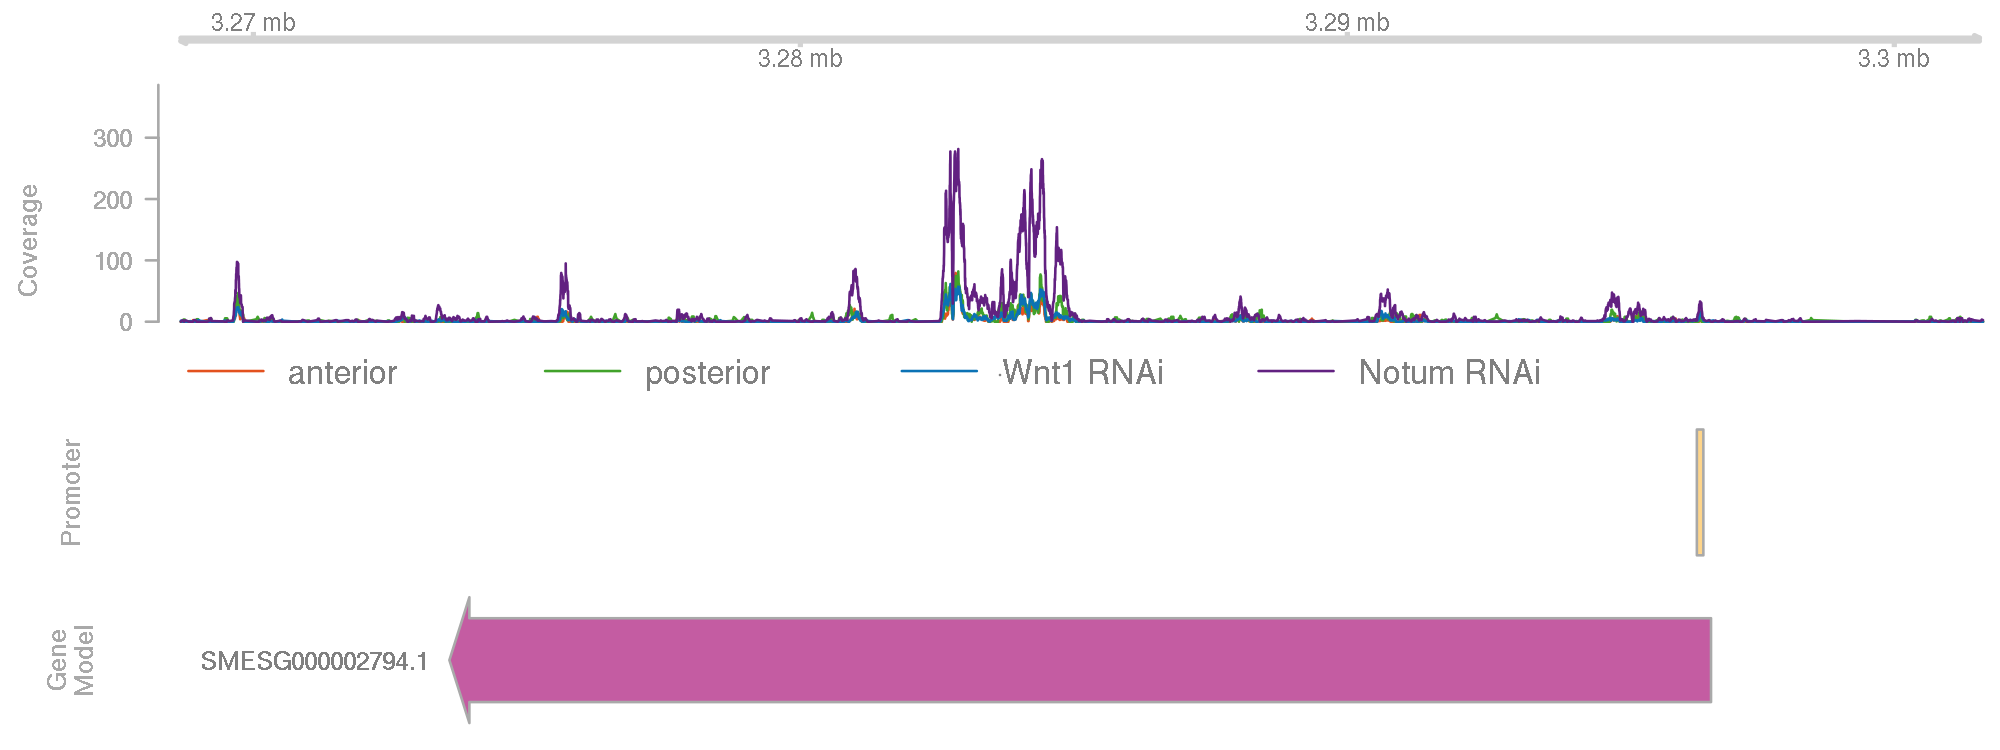 3.27 mb
3.29 mb
3.28 mb
3.3 mb
Coverage
300
200
100
0
anterior
posterior
Wnt1 RNAi
Notum RNAi
Promoter
Gene
Model
SMESG000002794.1